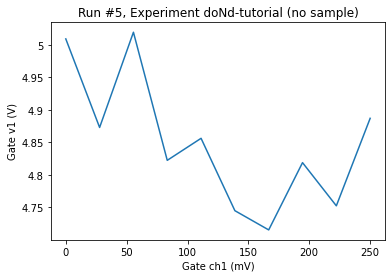 Run #5, Experiment doNd-tutorial (no sample)
5
4.95
4.9
4.85
4.8
4.75
Gate v1 (V)
0 50 100 150 200 250
Gate ch1 (mV)